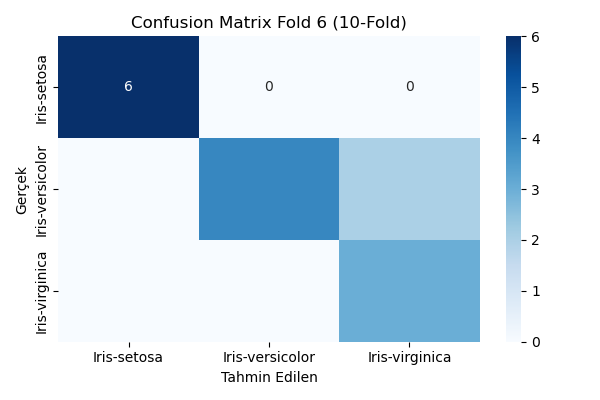 Confusion Matrix Fold 6 (10-Fold)
Gerçek
Iris-setosa
6 0 0
Iris-versicolor
Iris-virginica
Iris-setosa Iris-versicolor Iris-virginica
Tahmin Edilen
6
5
4
3
2
1
0